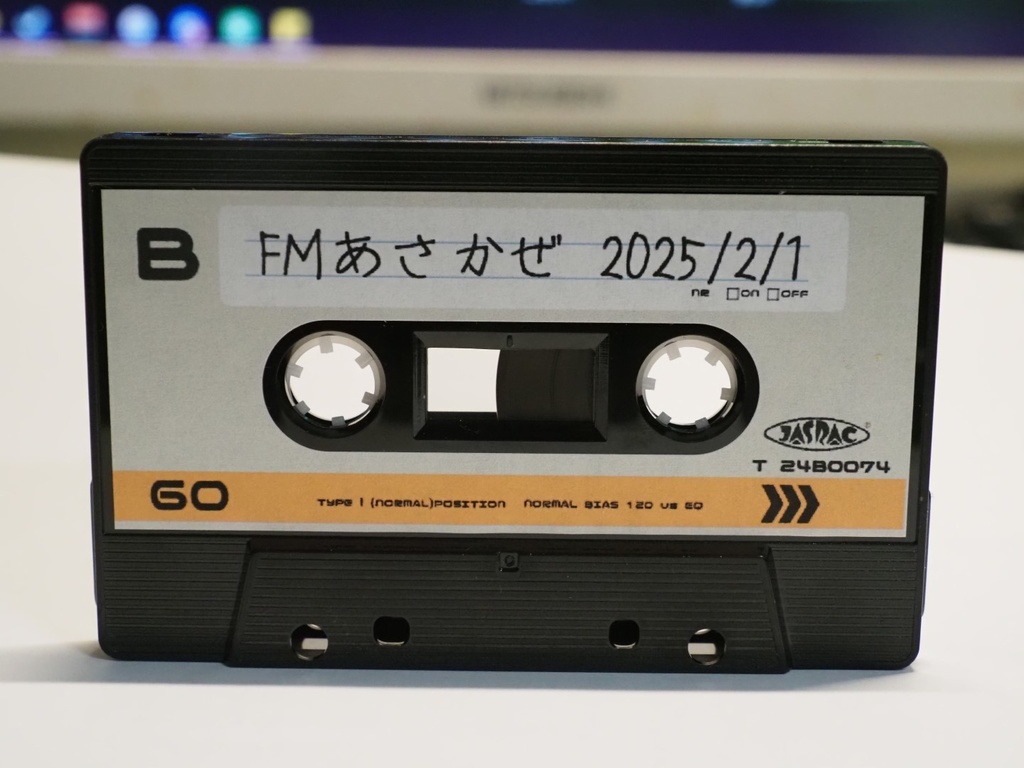 B
FMあさかぜ 2025/2/1
NR □ON □OFF
JASRAC
T 24B0074
60 TYPE I (NORMAL)POSITION NORMAL BIAS 120 us EQ